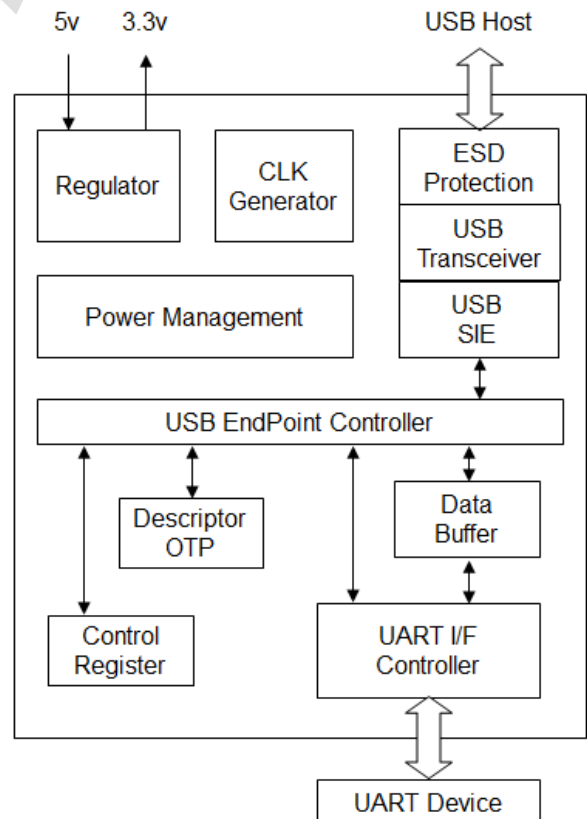 5v 3.3v USB Host
Regulator
CLK
Generator
ESD
Protection
USB
Transceiver
USB
SIE
Power Management
USB EndPoint Controller
Descriptor
OTP
Data
Buffer
Control
Register
UART I/F
Controller
UART Device